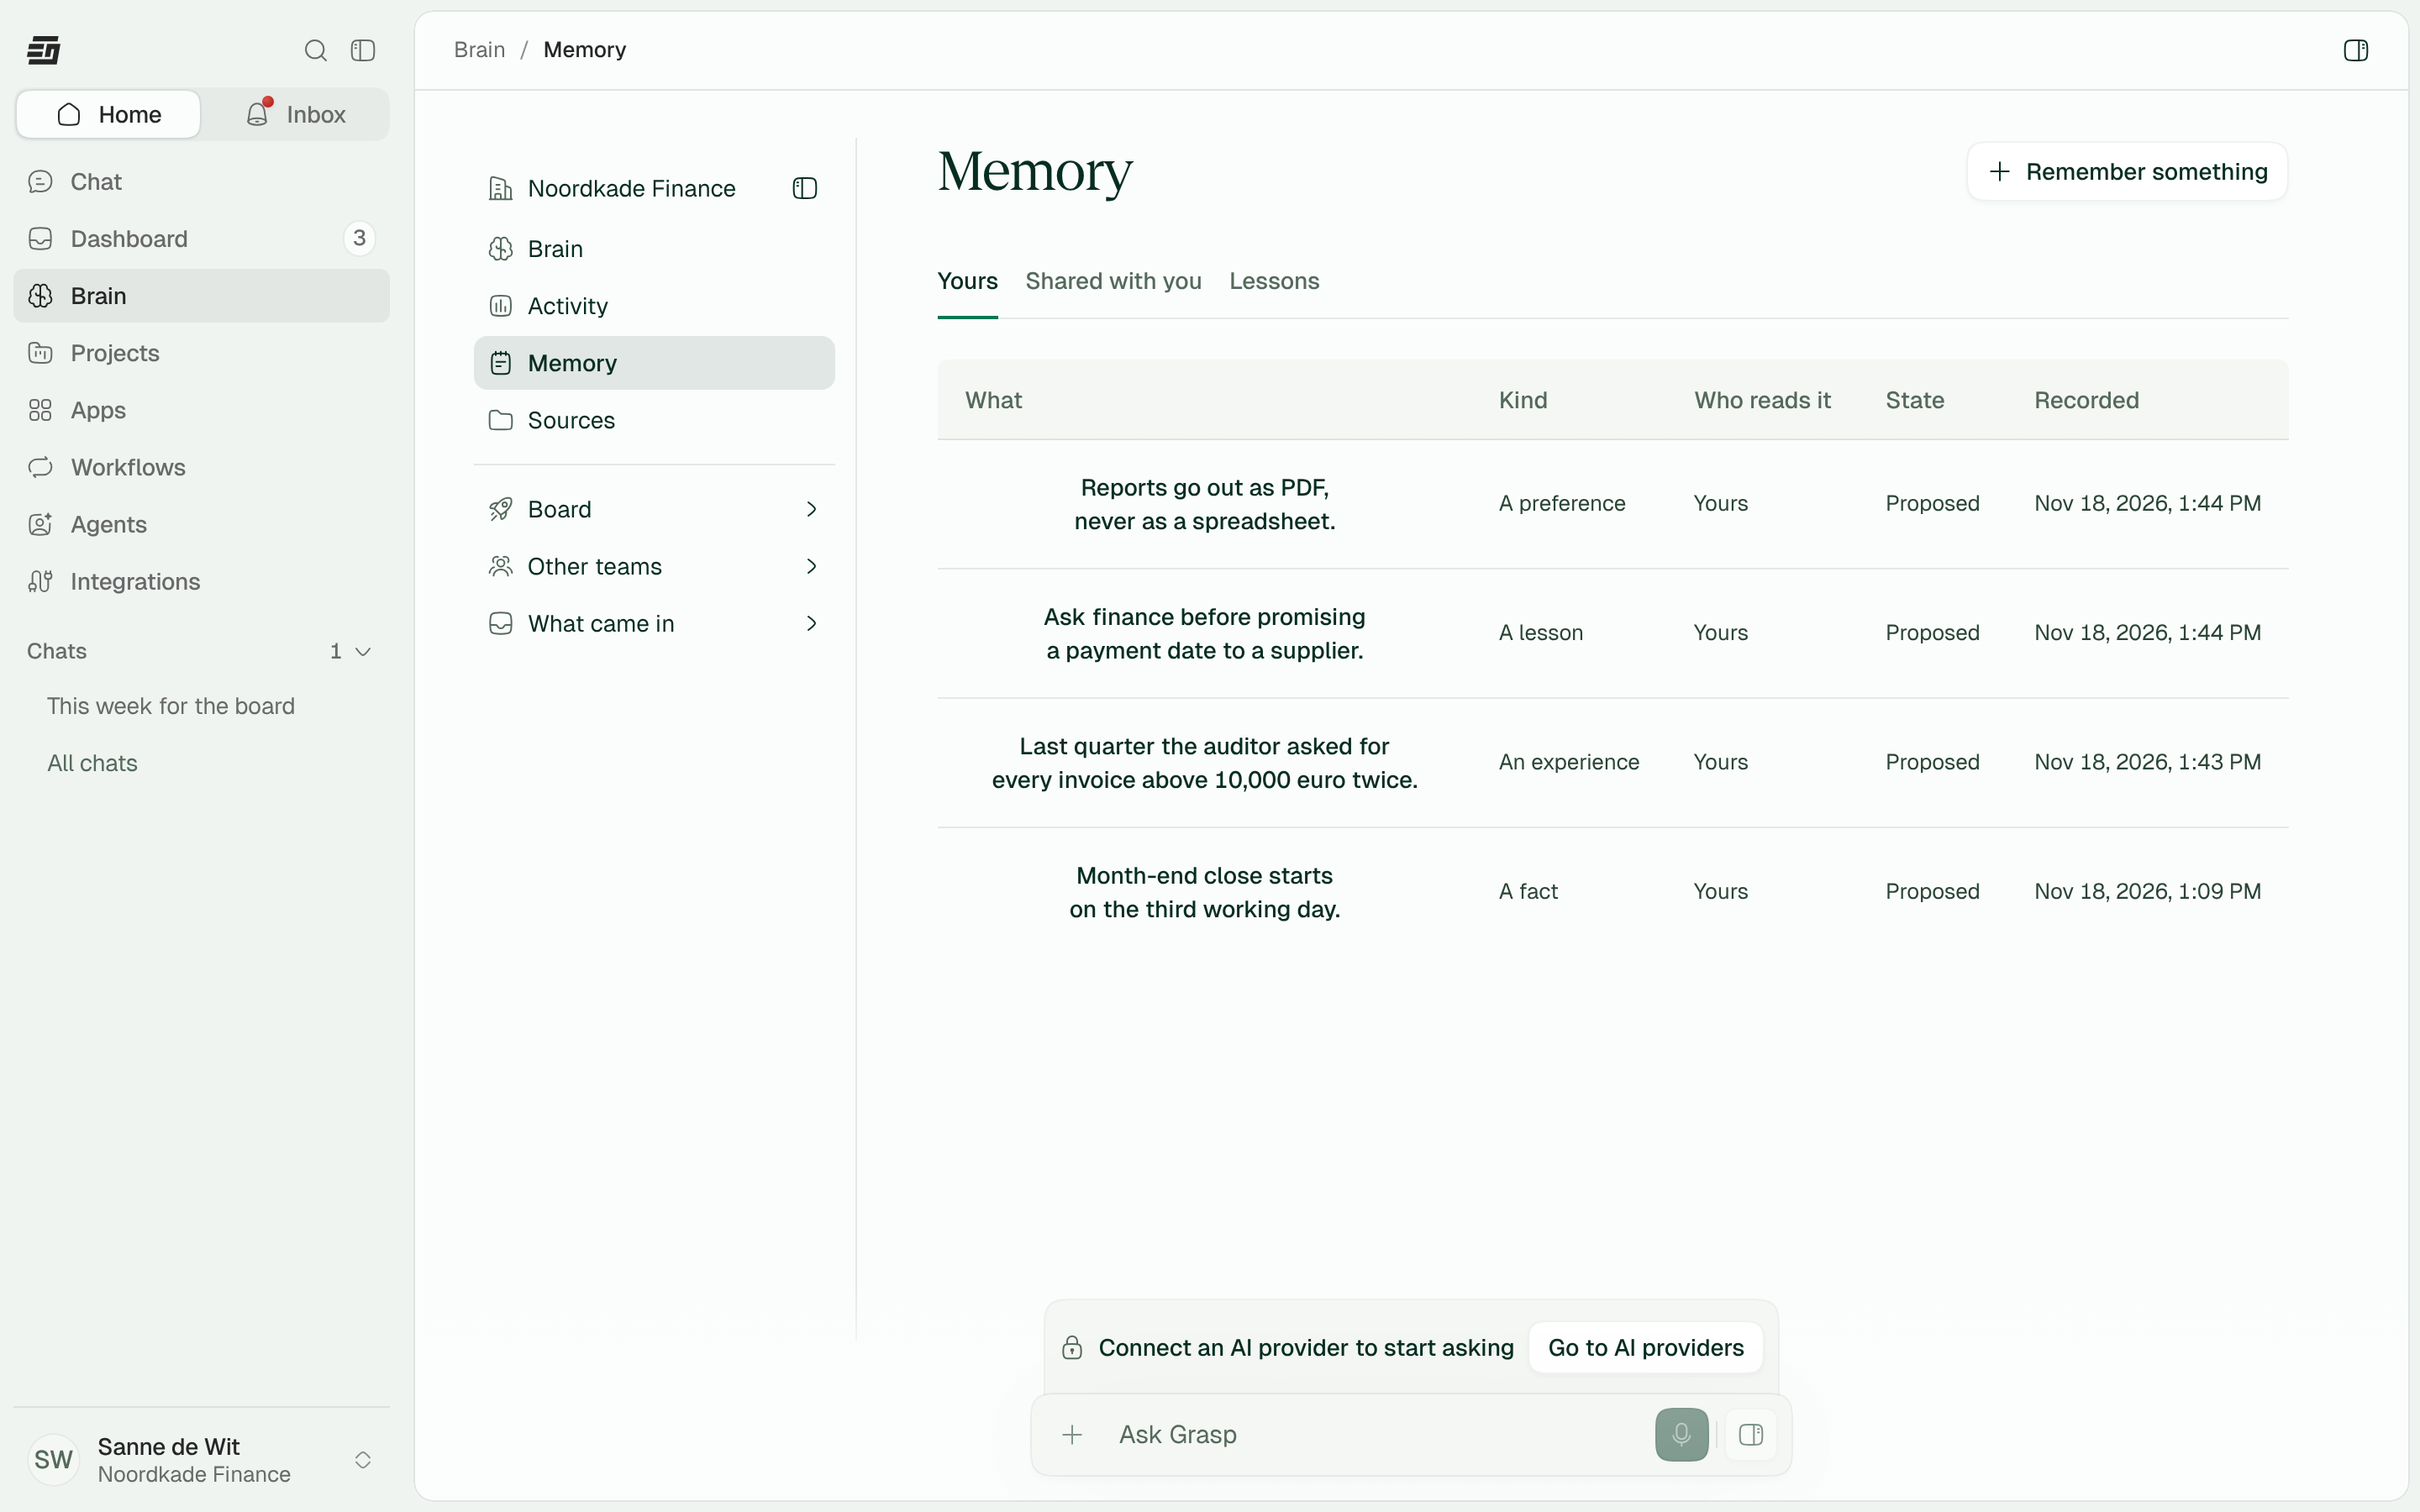 Home
Inbox
Chat
Dashboard
3
Brain
Projects
Apps
Workflows
Agents
Integrations
Chats
1
This week for the board
All chats
SW
Sanne de Wit
Noordkade Finance
Brain / Memory
Noordkade Finance
Brain
Activity
Memory
Sources
Board
Other teams
What came in
Memory
Remember something
Yours
Shared with you
Lessons
What
Kind
Who reads it
State
Recorded
Reports go out as PDF,
never as a spreadsheet.
A preference
Yours
Proposed
Nov 18, 2026, 1:44 PM
Ask finance before promising
a payment date to a supplier.
A lesson
Yours
Proposed
Nov 18, 2026, 1:44 PM
Last quarter the auditor asked for
every invoice above 10,000 euro twice.
An experience
Yours
Proposed
Nov 18, 2026, 1:43 PM
Month-end close starts
on the third working day.
A fact
Yours
Proposed
Nov 18, 2026, 1:09 PM
Connect an AI provider to start asking
Go to AI providers
Ask Grasp